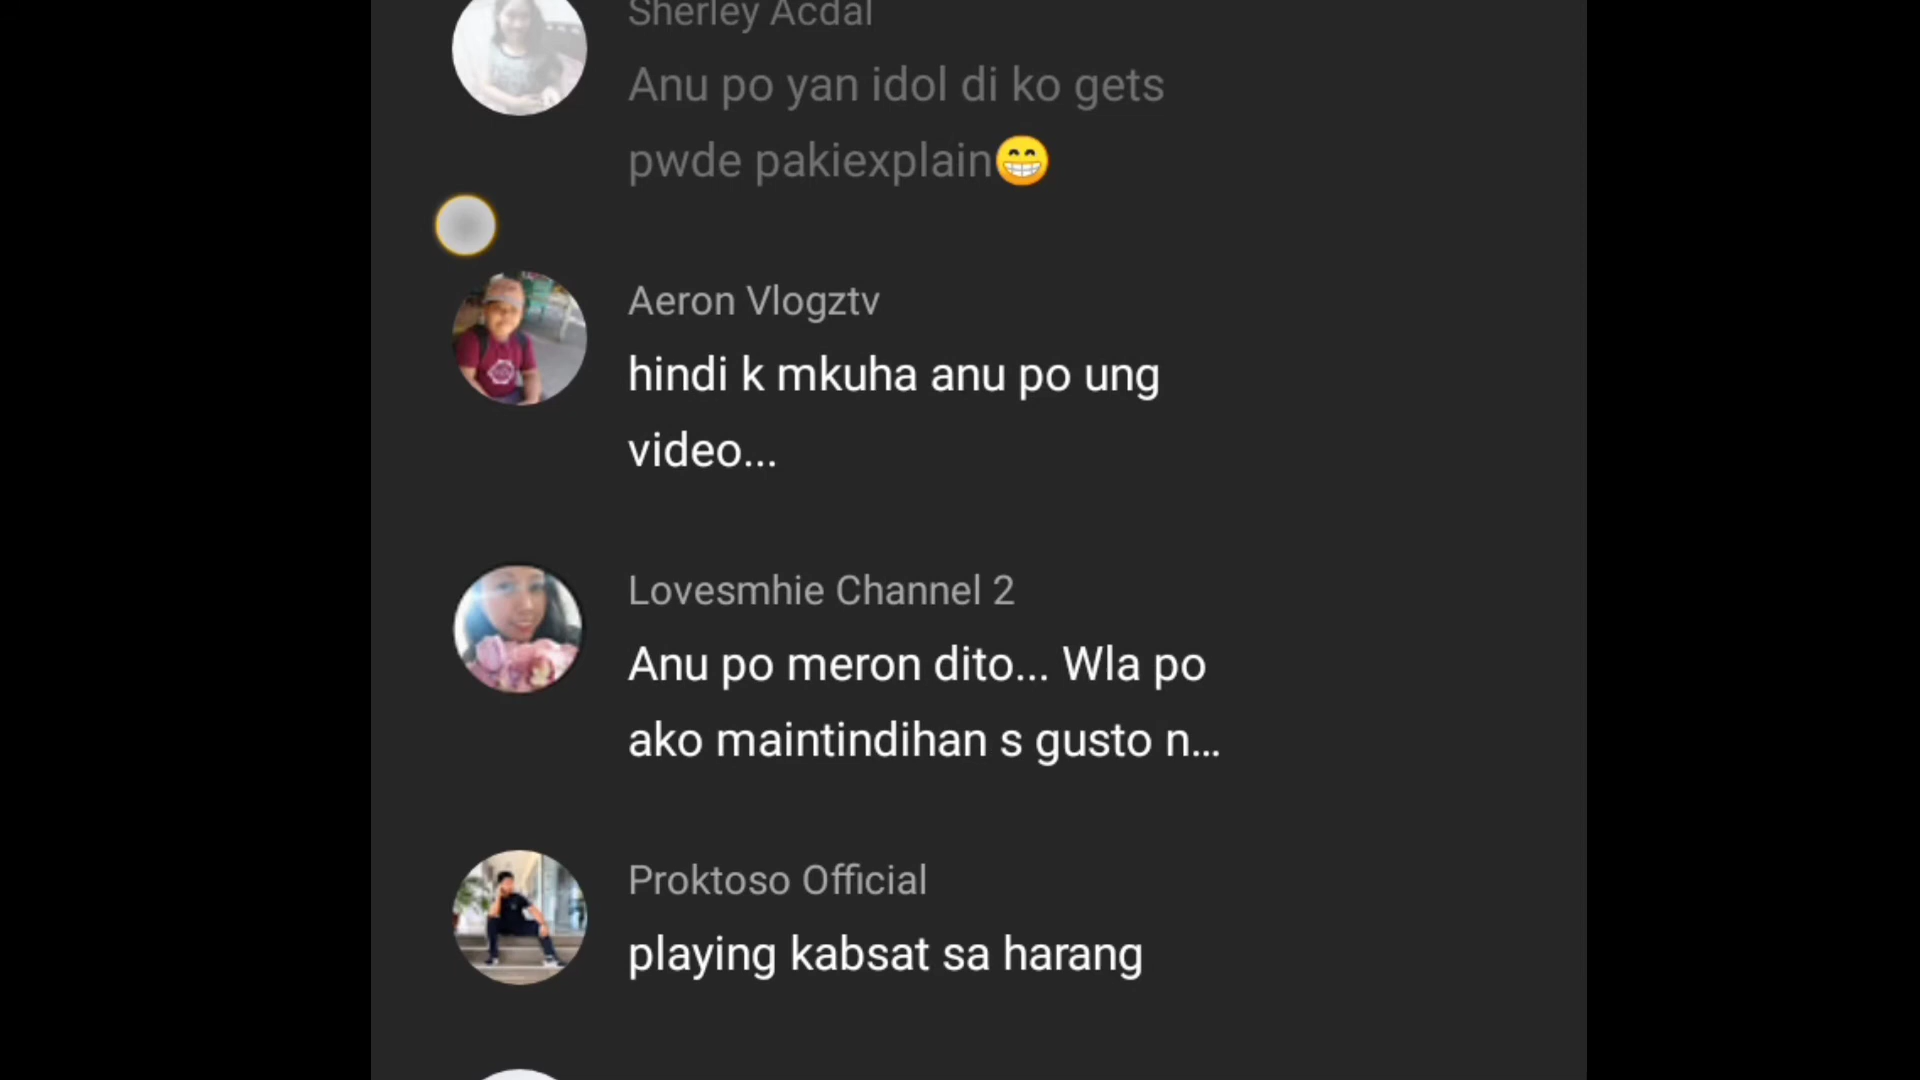 Sherley Acdal
Anu po yan idol di ko gets
pwde pakiexplain😁
Aeron Vlogztv
hindi k mkuha anu po ung
video...
Lovesmhie Channel 2
Anu po meron dito... Wla po
ako maintindihan s gusto n...
Proktoso Official
playing kabsat sa harang